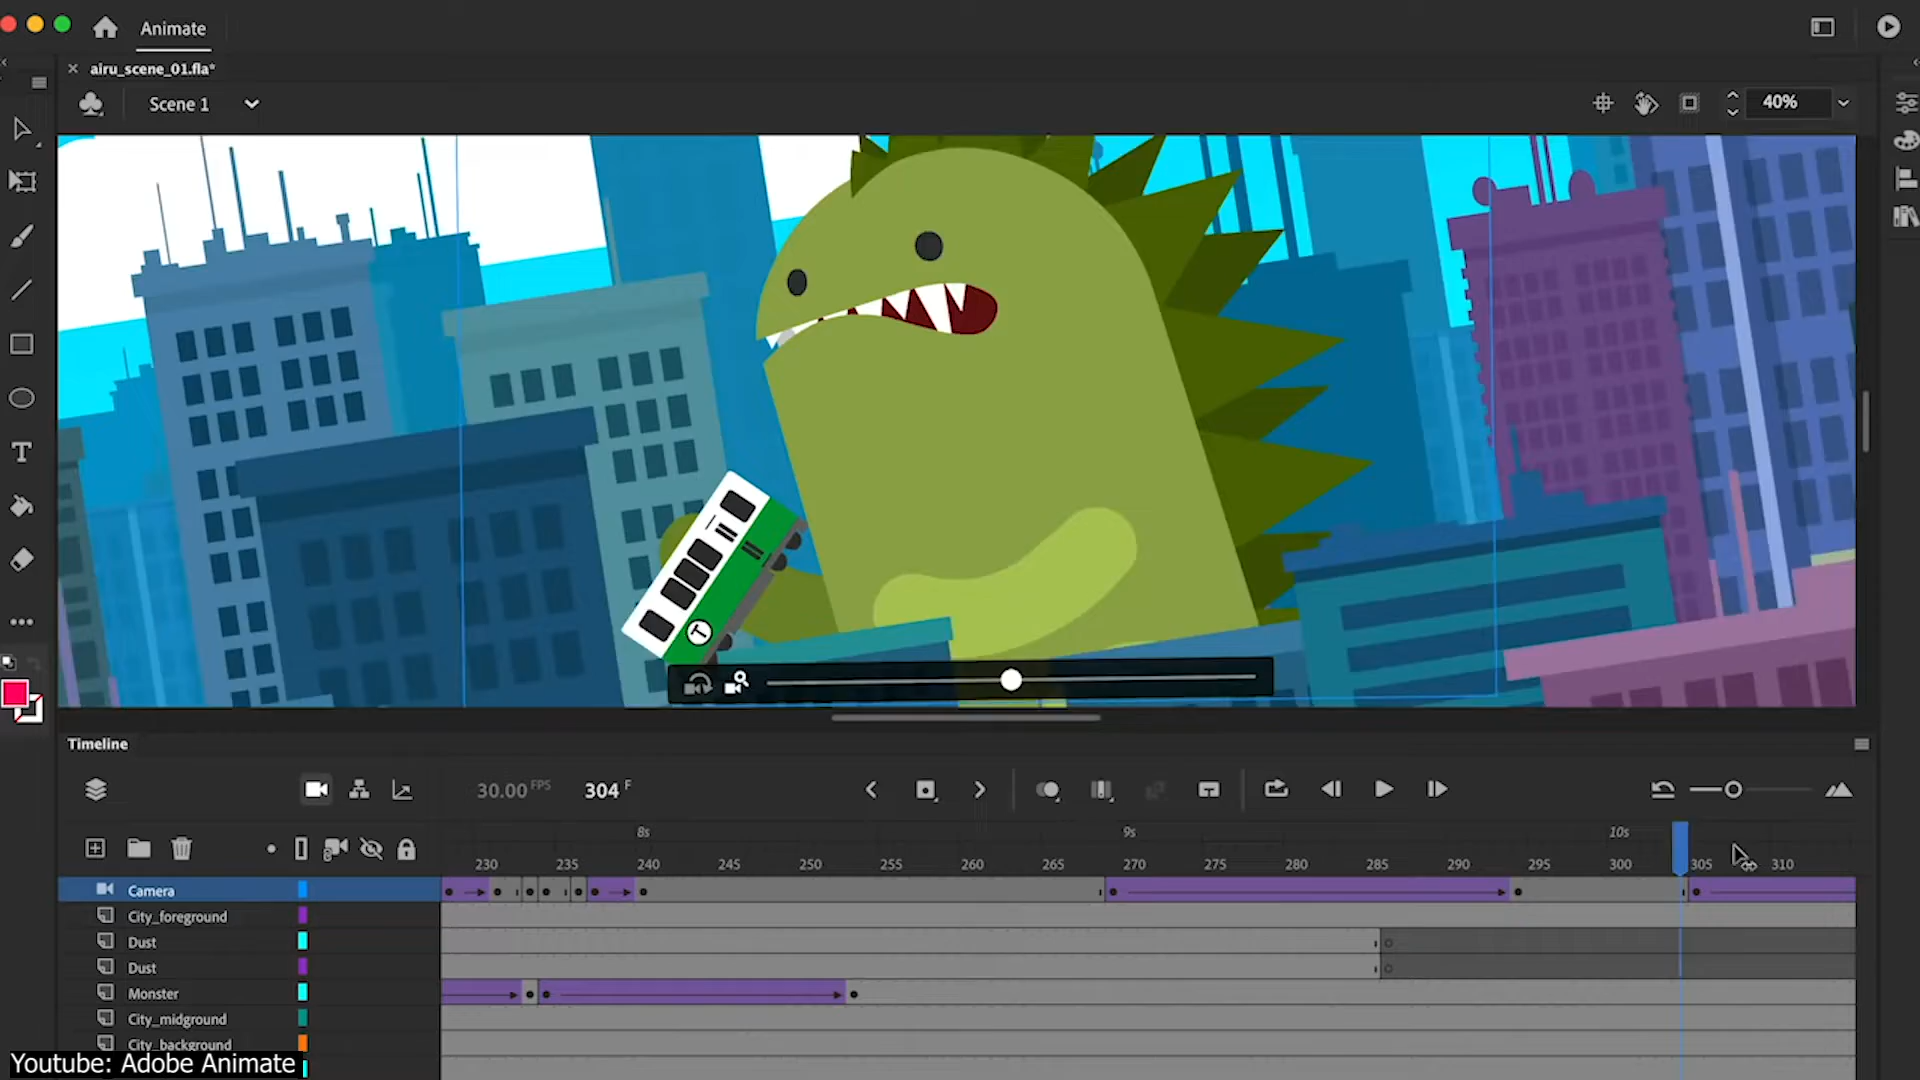 Animate
airu_scene_01.fla*
Scene 1
40%
T
T
Timeline
30.00 FPS 304 F
8s 9s 10s
230 235 240 245 250 255 260 265 270 275 280 285 290 295 300 305 310
Camera
City_foreground
Dust
Dust
Monster
City_midground
City_background
Youtube: Adobe Animate